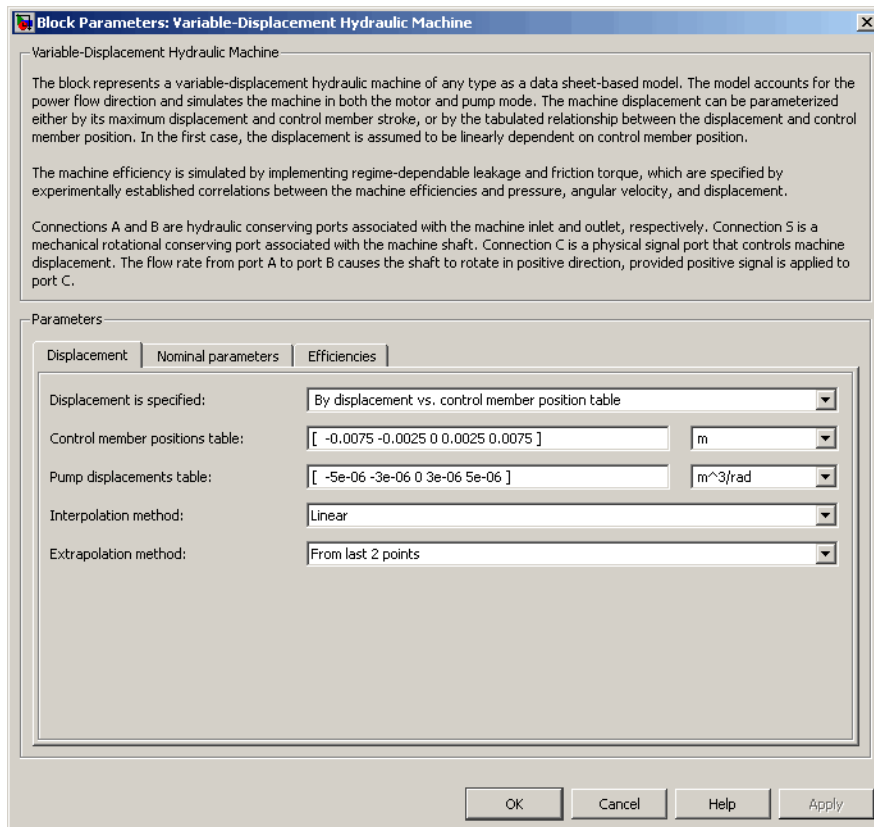 Block Parameters: Variable-Displacement Hydraulic Machine
Variable-Displacement Hydraulic Machine
The block represents a variable-displacement hydraulic machine of any type as a data sheet-based model. The model accounts for the
power flow direction and simulates the machine in both the motor and pump mode. The machine displacement can be parameterized
either by its maximum displacement and control member stroke, or by the tabulated relationship between the displacement and control
member position. In the first case, the displacement is assumed to be linearly dependent on control member position.
The machine efficiency is simulated by implementing regime-dependable leakage and friction torque, which are specified by
experimentally established correlations between the machine efficiencies and pressure, angular velocity, and displacement.
Connections A and B are hydraulic conserving ports associated with the machine inlet and outlet, respectively. Connection S is a
mechanical rotational conserving port associated with the machine shaft. Connection C is a physical signal port that controls machine
displacement. The flow rate from port A to port B causes the shaft to rotate in positive direction, provided positive signal is applied to
port C.
Parameters
Displacement Nominal parameters Efficiencies
Displacement is specified: By displacement vs. control member position table
Control member positions table: [ -0.0075 -0.0025 0 0.0025 0.0075 ] m
Pump displacements table: [ -5e-06 -3e-06 0 3e-06 5e-06 ] m^3/rad
Interpolation method: Linear
Extrapolation method: From last 2 points
OK Cancel Help Apply